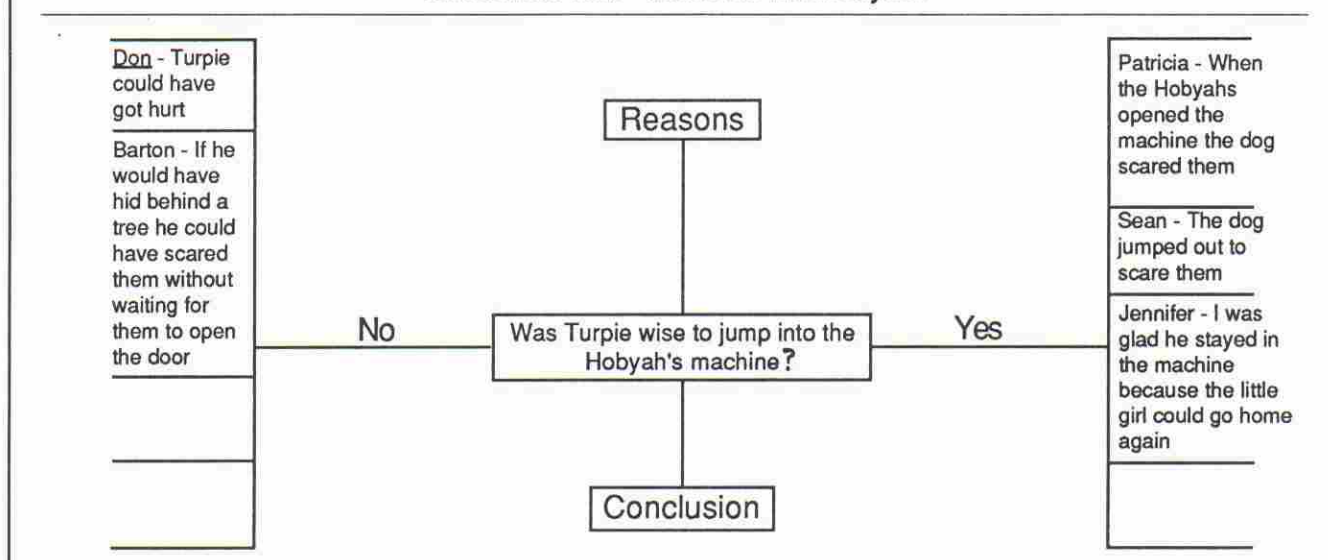 Don - Turpie
could have
got hurt
Barton - If he
would have
hid behind a
tree he could
have scared
them without
waiting for
them to open
the door
No
Reasons
Was Turpie wise to jump into the
Hobyah's machine?
Conclusion
Yes
Patricia - When
the Hobyahs
opened the
machine the dog
scared them
Sean - The dog
jumped out to
scare them
Jennifer - I was
glad he stayed in
the machine
because the little
girl could go home
again